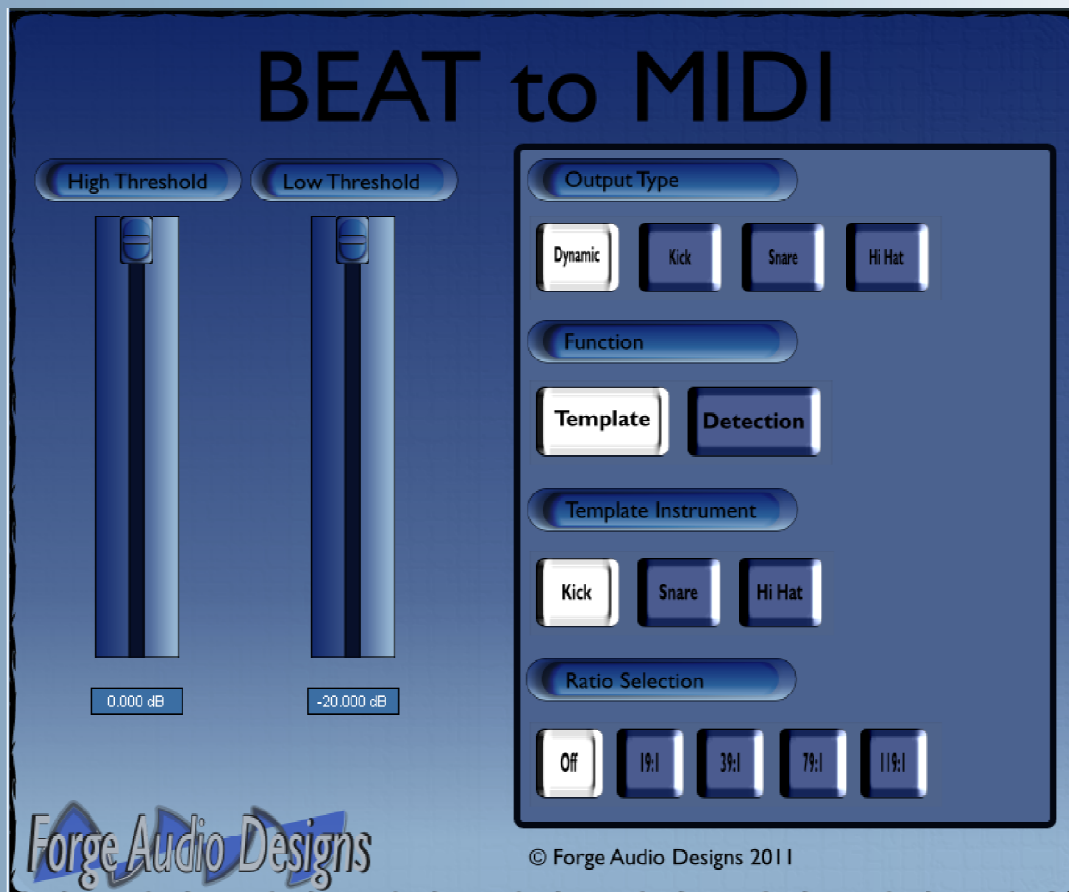 BEAT to MIDI
High Threshold
Low Threshold
0.000 dB
-20.000 dB
Output Type
Dynamic Kick Snare Hi Hat
Function
Template Detection
Template Instrument
Kick Snare Hi Hat
Ratio Selection
Off 19:1 39:1 79:1 119:1
Forge Audio Designs
© Forge Audio Designs 2011